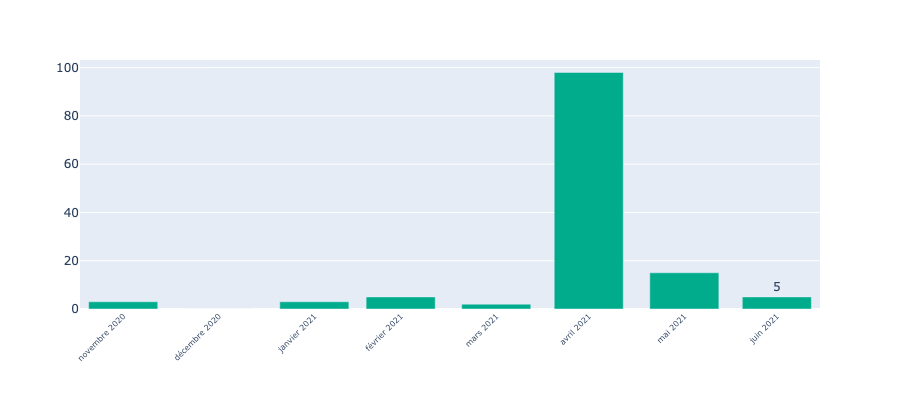 100
80
60
40
20
0
5
novembre 2020
décembre 2020
janvier 2021
février 2021
mars 2021
avril 2021
mai 2021
juin 2021